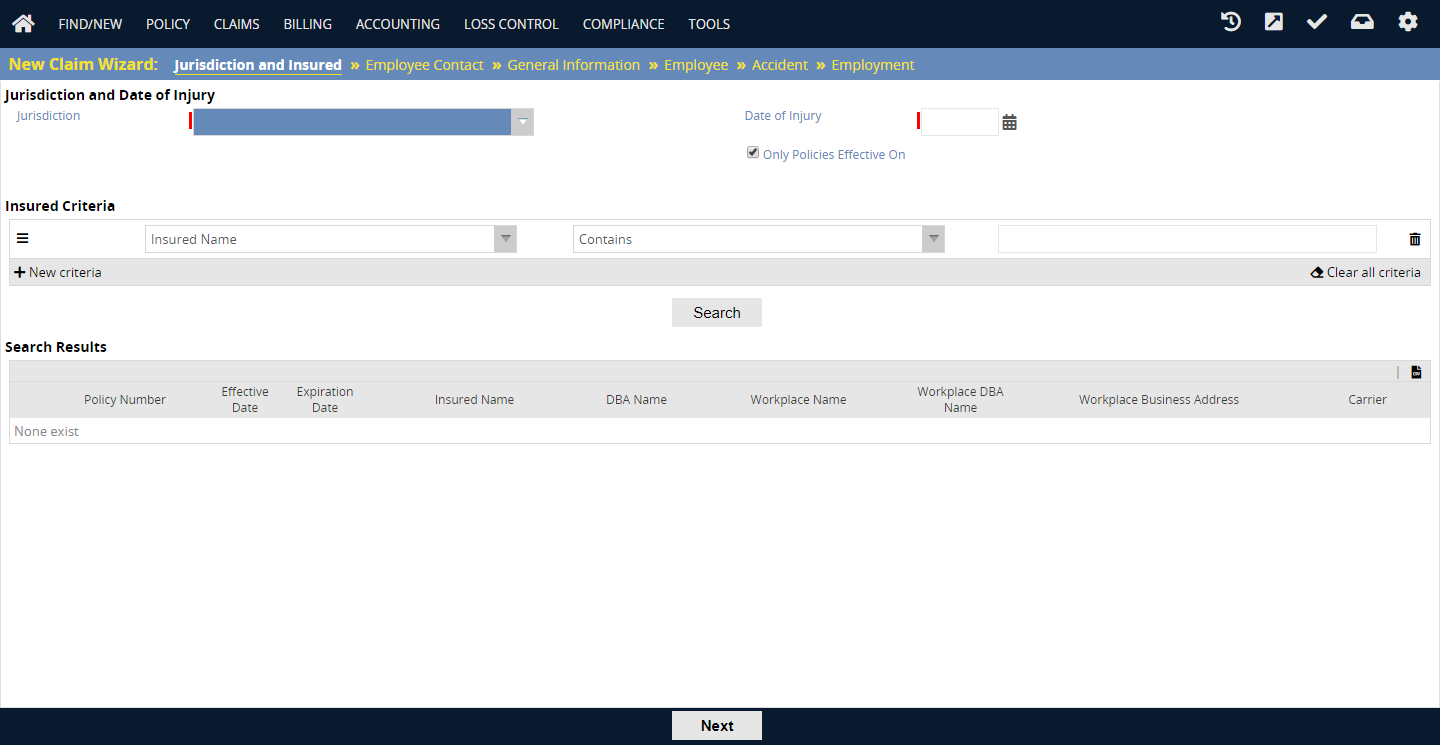 FIND/NEW POLICY CLAIMS BILLING ACCOUNTING LOSS CONTROL COMPLIANCE TOOLS
New Claim Wizard: Jurisdiction and Insured » Employee Contact » General Information » Employee » Accident » Employment
Jurisdiction and Date of Injury
Jurisdiction Date of Injury
Only Policies Effective On
Insured Criteria
Insured Name Contains
New criteria Clear all criteria
Search
Search Results
Policy Number Effective Date Expiration Date Insured Name DBA Name Workplace Name Workplace DBA Name Workplace Business Address Carrier
None exist
Next